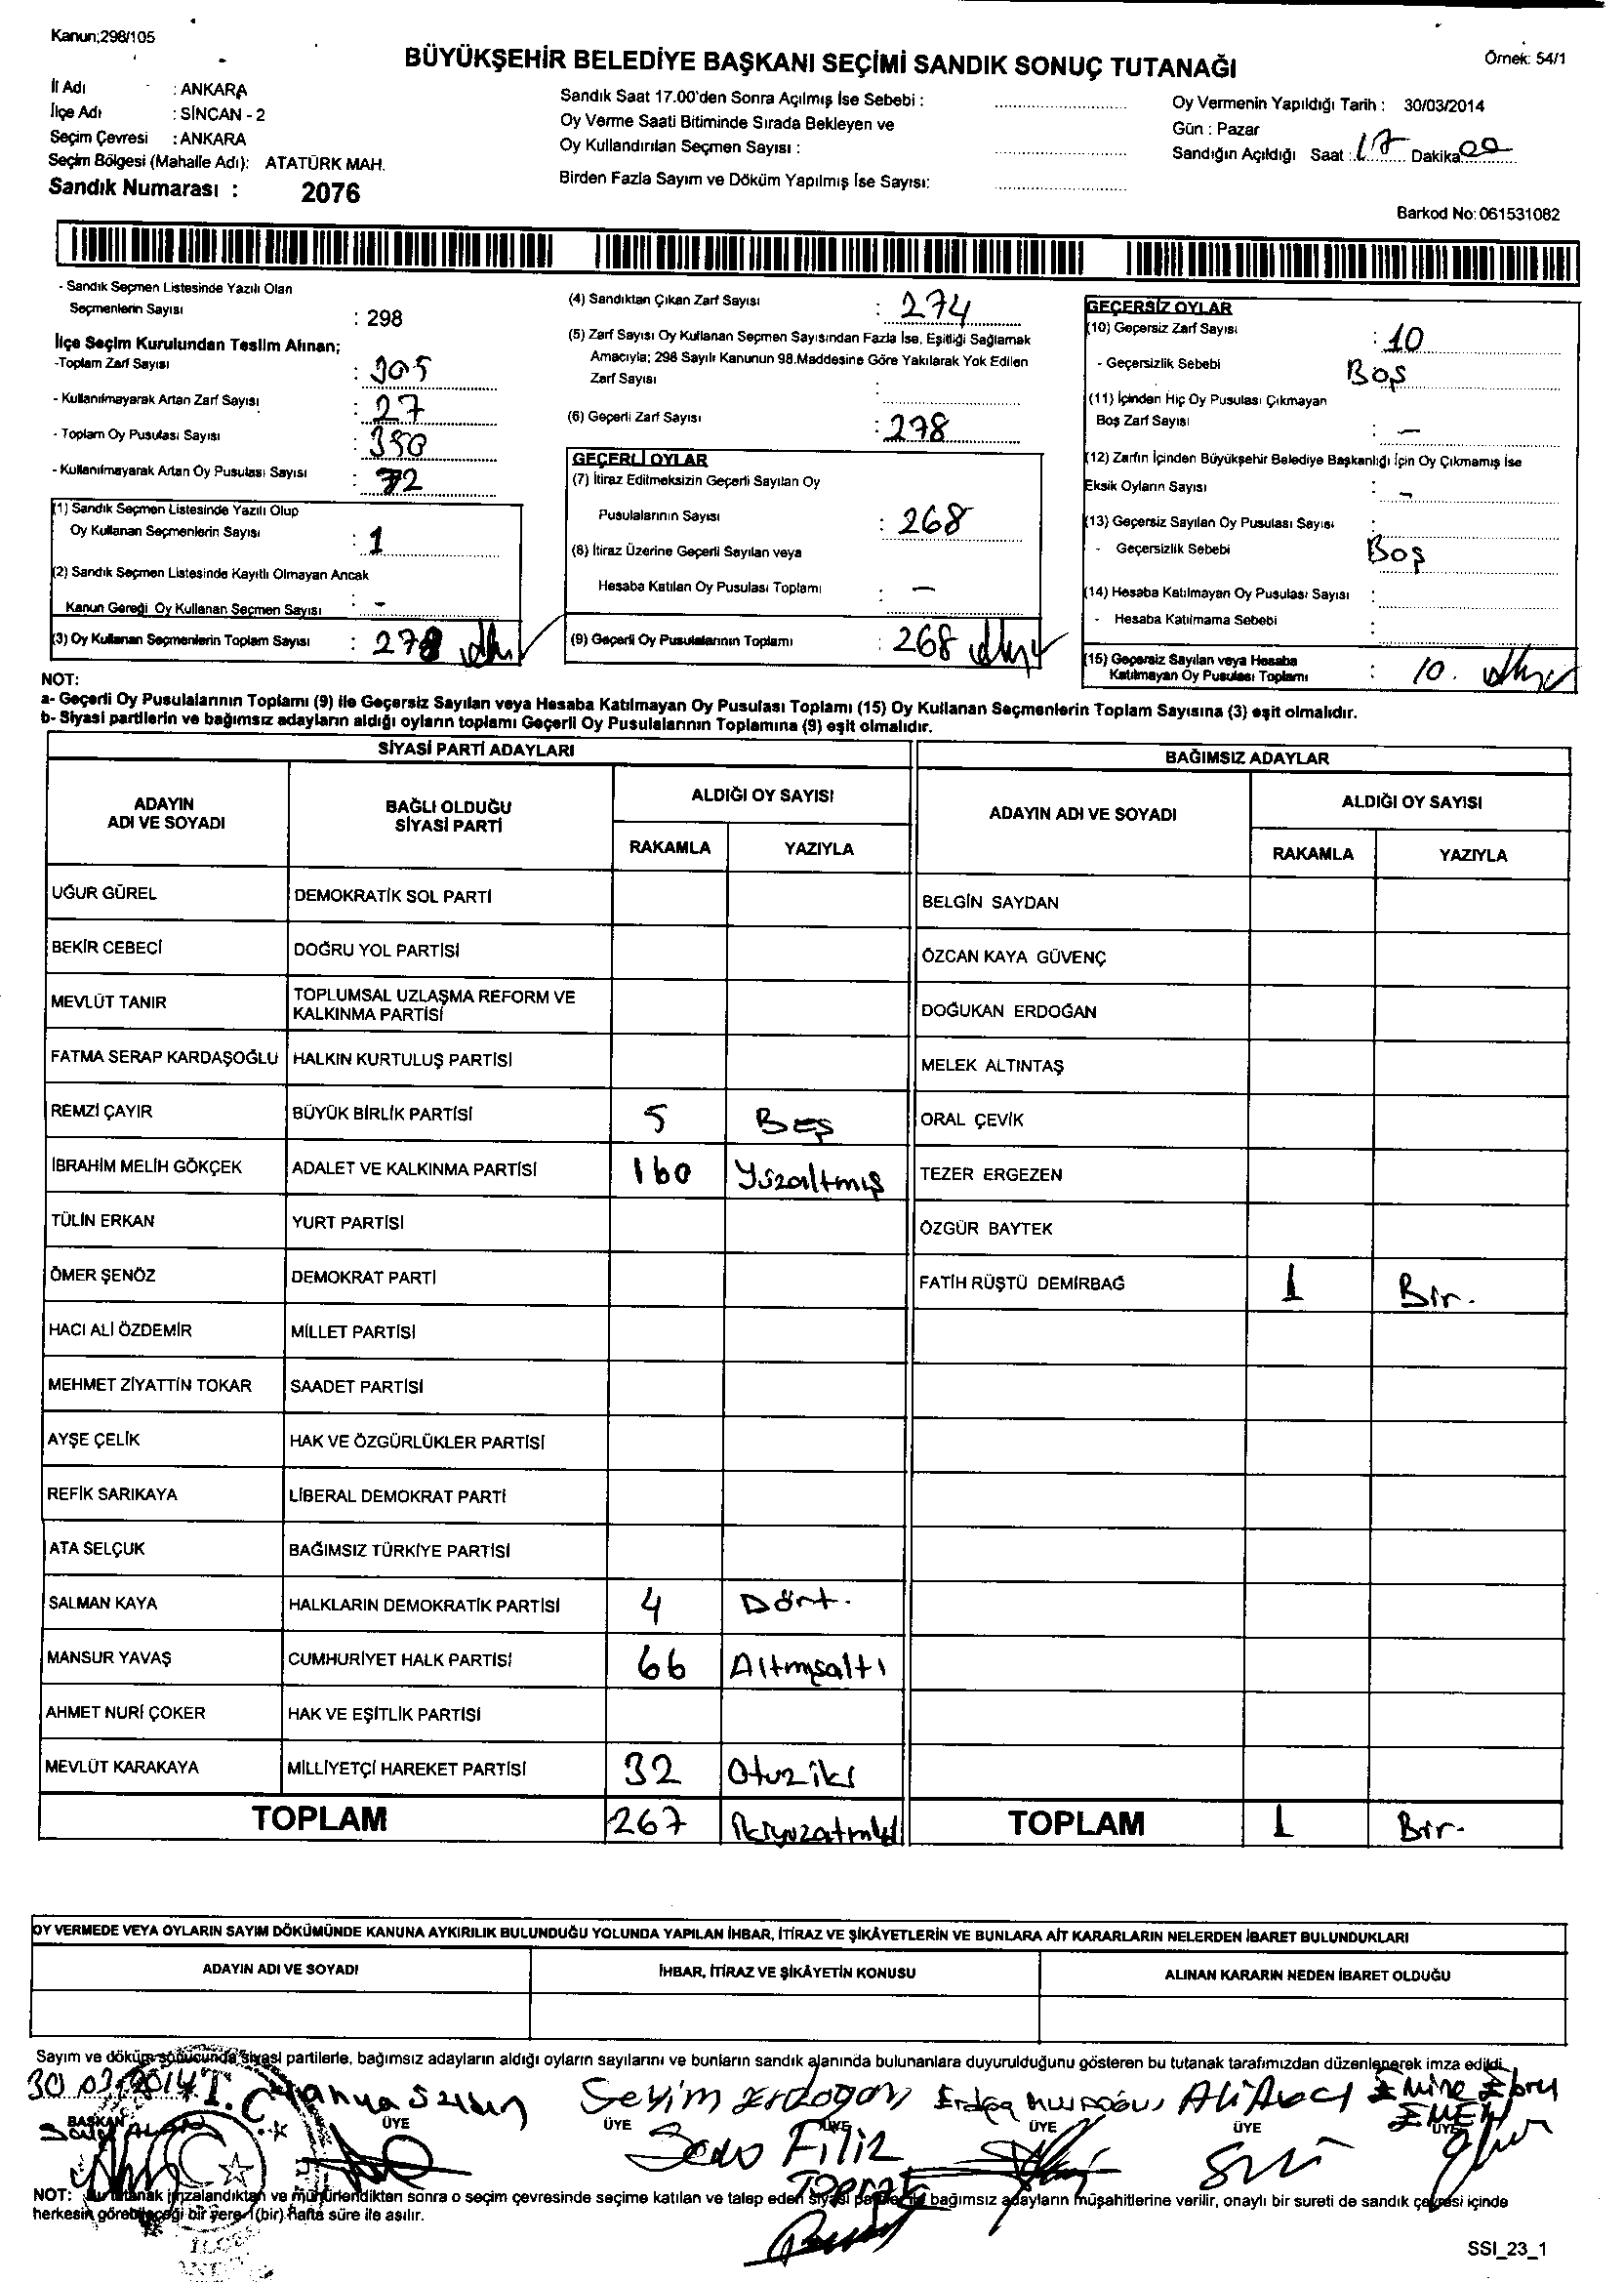 Kanun;298/105
BÜYÜKŞEHİR BELEDİYE BAŞKANI SEÇİMİ SANDIK SONUÇ TUTANAĞI
Örnek: 54/1
İl Adı : ANKARA
İlçe Adı : SİNCAN - 2
Seçim Çevresi : ANKARA
Seçim Bölgesi (Mahalle Adı): ATATÜRK MAH.
Sandık Numarası : 2076
Sandık Saat 17.00'den Sonra Açılmış İse Sebebi :
Oy Verme Saati Bitiminde Sırada Bekleyen ve
Oy Kullandırılan Seçmen Sayısı :
Birden Fazla Sayım ve Döküm Yapılmış İse Sayısı:
Oy Vermenin Yapıldığı Tarih : 30/03/2014
Gün : Pazar
Sandığın Açıldığı Saat : 17 Dakika 00
Barkod No: 061531082
- Sandık Seçmen Listesinde Yazılı Olan
Seçmenlerin Sayısı : 298
İlçe Seçim Kurulundan Teslim Alınan;
-Toplam Zarf Sayısı : 305
- Kullanılmayarak Artan Zarf Sayısı : 27
- Toplam Oy Pusulası Sayısı : 350
- Kullanılmayarak Artan Oy Pusulası Sayısı : 72
(1) Sandık Seçmen Listesinde Yazılı Olup
Oy Kullanan Seçmenlerin Sayısı : 1
(2) Sandık Seçmen Listesinde Kayıtlı Olmayan Ancak
Kanun Gereği Oy Kullanan Seçmen Sayısı : -
(3) Oy Kullanan Seçmenlerin Toplam Sayısı : 278
(4) Sandıktan Çıkan Zarf Sayısı : 274
(5) Zarf Sayısı Oy Kullanan Seçmen Sayısından Fazla İse, Eşitliği Sağlamak
Amacıyla; 298 Sayılı Kanunun 98.Maddesine Göre Yakılarak Yok Edilen
Zarf Sayısı :
(6) Geçerli Zarf Sayısı : 278
GEÇERLİ OYLAR
(7) İtiraz Edilmeksizin Geçerli Sayılan Oy
Pusulalarının Sayısı : 268
(8) İtiraz Üzerine Geçerli Sayılan veya
Hesaba Katılan Oy Pusulası Toplamı : -
(9) Geçerli Oy Pusulalarının Toplamı : 268
GEÇERSİZ OYLAR
(10) Geçersiz Zarf Sayısı : 10
- Geçersizlik Sebebi Boş
(11) İçinden Hiç Oy Pusulası Çıkmayan
Boş Zarf Sayısı : -
(12) Zarfın İçinden Büyükşehir Belediye Başkanlığı İçin Oy Çıkmamış İse
Eksik Oyların Sayısı : -
(13) Geçersiz Sayılan Oy Pusulası Sayısı :
- Geçersizlik Sebebi Boş
(14) Hesaba Katılmayan Oy Pusulası Sayısı :
- Hesaba Katılmama Sebebi :
(15) Geçersiz Sayılan veya Hesaba
Katılmayan Oy Pusulası Toplamı : 10.
NOT:
a- Geçerli Oy Pusulalarının Toplamı (9) ile Geçersiz Sayılan veya Hesaba Katılmayan Oy Pusulası Toplamı (15) Oy Kullanan Seçmenlerin Toplam Sayısına (3) eşit olmalıdır.
b- Siyasi partilerin ve bağımsız adayların aldığı oyların toplamı Geçerli Oy Pusulalarının Toplamına (9) eşit olmalıdır.
SİYASİ PARTİ ADAYLARI
ADAYIN ADI VE SOYADI
BAĞLI OLDUĞU SİYASİ PARTİ
ALDIĞI OY SAYISI
RAKAMLA YAZIYLA
UĞUR GÜREL DEMOKRATİK SOL PARTİ
BEKİR CEBECİ DOĞRU YOL PARTİSİ
MEVLÜT TANIR TOPLUMSAL UZLAŞMA REFORM VE KALKINMA PARTİSİ
FATMA SERAP KARDAŞOĞLU HALKIN KURTULUŞ PARTİSİ
REMZİ ÇAYIR BÜYÜK BİRLİK PARTİSİ 5 Beş
İBRAHİM MELİH GÖKÇEK ADALET VE KALKINMA PARTİSİ 160 Yüzaltmış
TÜLİN ERKAN YURT PARTİSİ
ÖMER ŞENÖZ DEMOKRAT PARTİ
HACI ALİ ÖZDEMİR MİLLET PARTİSİ
MEHMET ZİYATTİN TOKAR SAADET PARTİSİ
AYŞE ÇELİK HAK VE ÖZGÜRLÜKLER PARTİSİ
REFİK SARIKAYA LİBERAL DEMOKRAT PARTİ
ATA SELÇUK BAĞIMSIZ TÜRKİYE PARTİSİ
SALMAN KAYA HALKLARIN DEMOKRATİK PARTİSİ 4 Dört.
MANSUR YAVAŞ CUMHURİYET HALK PARTİSİ 66 Altmışaltı
AHMET NURİ ÇOKER HAK VE EŞİTLİK PARTİSİ
MEVLÜT KARAKAYA MİLLİYETÇİ HAREKET PARTİSİ 32 Otuziki
TOPLAM 267
BAĞIMSIZ ADAYLAR
ADAYIN ADI VE SOYADI
ALDIĞI OY SAYISI
RAKAMLA YAZIYLA
BELGİN SAYDAN
ÖZCAN KAYA GÜVENÇ
DOĞUKAN ERDOĞAN
MELEK ALTINTAŞ
ORAL ÇEVİK
TEZER ERGEZEN
ÖZGÜR BAYTEK
FATİH RÜŞTÜ DEMİRBAĞ 1 Bir.
TOPLAM 1 Bir.
OY VERMEDE VEYA OYLARIN SAYIM DÖKÜMÜNDE KANUNA AYKIRILIK BULUNDUĞU YOLUNDA YAPILAN İHBAR, İTİRAZ VE ŞİKÂYETLERİN VE BUNLARA AİT KARARLARIN NELERDEN İBARET BULUNDUKLARI
ADAYIN ADI VE SOYADI İHBAR, İTİRAZ VE ŞİKÂYETİN KONUSU ALINAN KARARIN NEDEN İBARET OLDUĞU
Sayım ve döküm sonucunda siyasi partilerle, bağımsız adayların aldığı oyların sayılarını ve bunların sandık alanında bulunanlara duyurulduğunu gösteren bu tutanak tarafımızdan düzenlenerek imza edildi.
30 03 2014 T.C. Sevim Erdoğan Ali Avcı Emine Ebru
BAŞKAN ÜYE ÜYE ÜYE ÜYE ÜYE ÜYE
Filiz
NOT: Bu tutanak imzalandıktan ve mühürlendikten sonra o seçim çevresinde seçime katılan ve talep eden siyasi partilerle bağımsız adayların müşahitlerine verilir, onaylı bir sureti de sandık çevresi içinde
herkesin görebileceği bir yere 1(bir) hafta süre ile asılır.
SSI_23_1